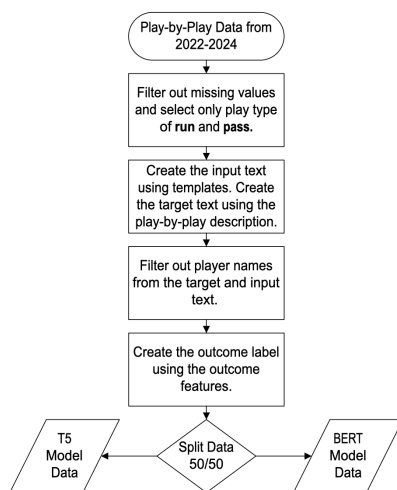 Play-by-Play Data from
2022-2024
Filter out missing values
and select only play type
of run and pass.
Create the input text
using templates. Create
the target text using the
play-by-play description.
Filter out player names
from the target and input
text.
Create the outcome label
using the outcome
features.
T5
Model
Data
Split Data
50/50
BERT
Model
Data